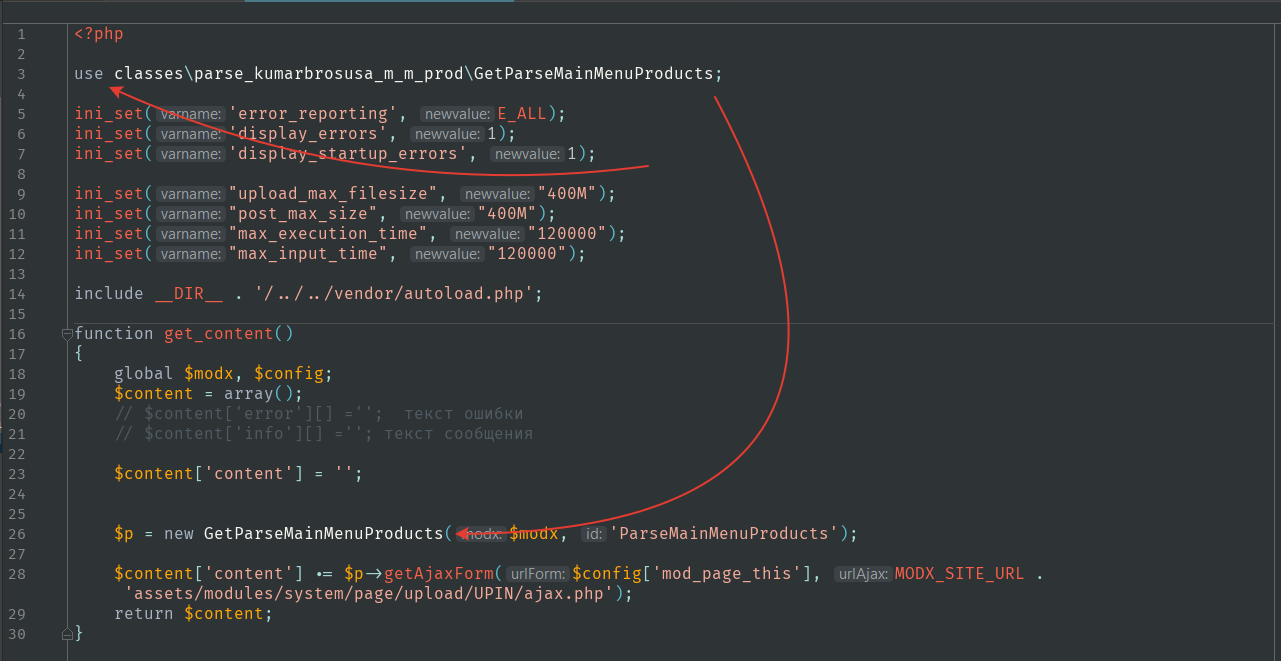 1 <?php
2
3 use classes\parse_kumarbrosusa_m_m_prod\GetParseMainMenuProducts;
4
5 ini_set( varname: 'error_reporting', newvalue: E_ALL);
6 ini_set( varname: 'display_errors', newvalue: 1);
7 ini_set( varname: 'display_startup_errors', newvalue: 1);
8
9 ini_set( varname: "upload_max_filesize", newvalue: "400M");
10 ini_set( varname: "post_max_size", newvalue: "400M");
11 ini_set( varname: "max_execution_time", newvalue: "120000");
12 ini_set( varname: "max_input_time", newvalue: "120000");
13
14 include __DIR__ . '/../../vendor/autoload.php';
15
16 function get_content()
17 {
18 global $modx, $config;
19 $content = array();
20 // $content['error'][] =''; текст ошибки
21 // $content['info'][] =''; текст сообщения
22
23 $content['content'] = '';
24
25
26 $p = new GetParseMainMenuProducts( modx: $modx, id: 'ParseMainMenuProducts');
27
28 $content['content'] .= $p->getAjaxForm( urlForm: $config['mod_page_this'], urlAjax: MODX_SITE_URL .
'assets/modules/system/page/upload/UPIN/ajax.php');
29 return $content;
30 }